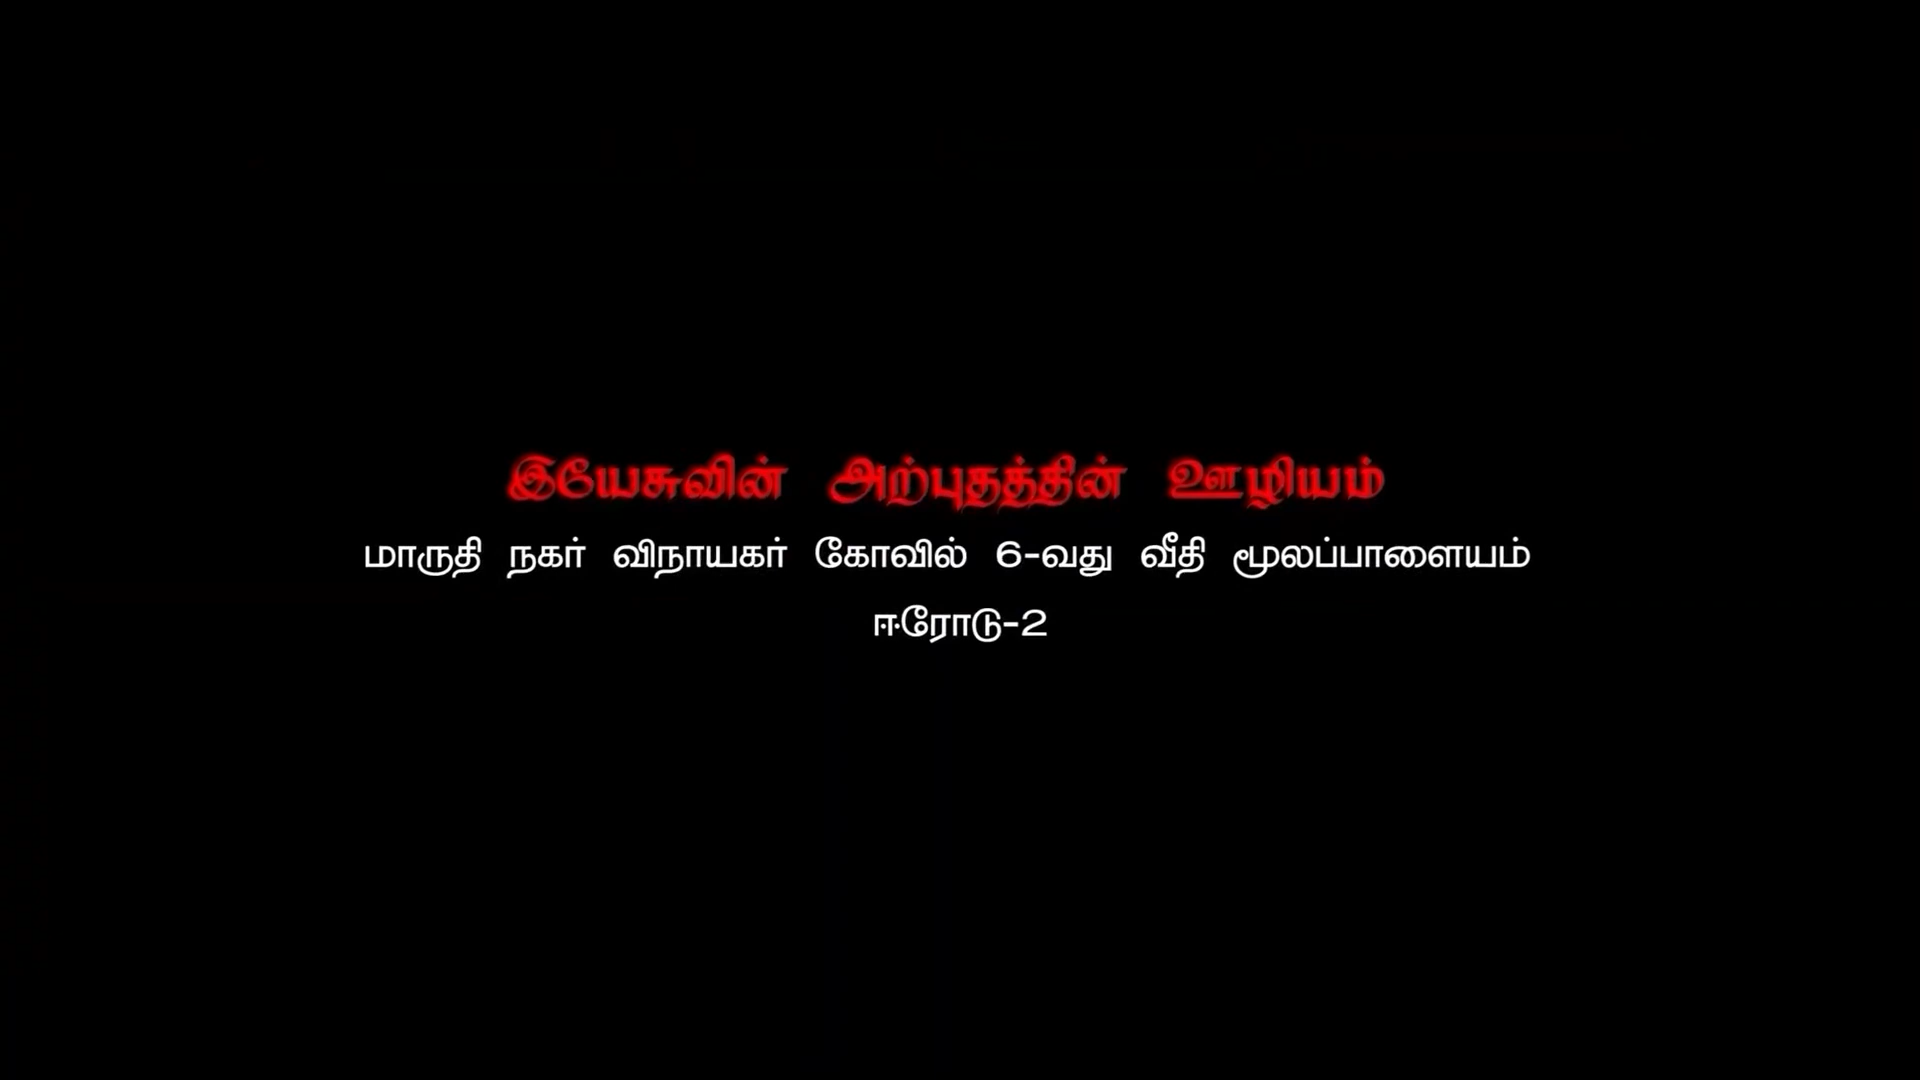 இயேசுவின் அற்புதத்தின் ஊழியம்
மாருதி நகர் விநாயகர் கோவில் 6-வது வீதி மூலப்பாளையம்
ஈரோடு-2